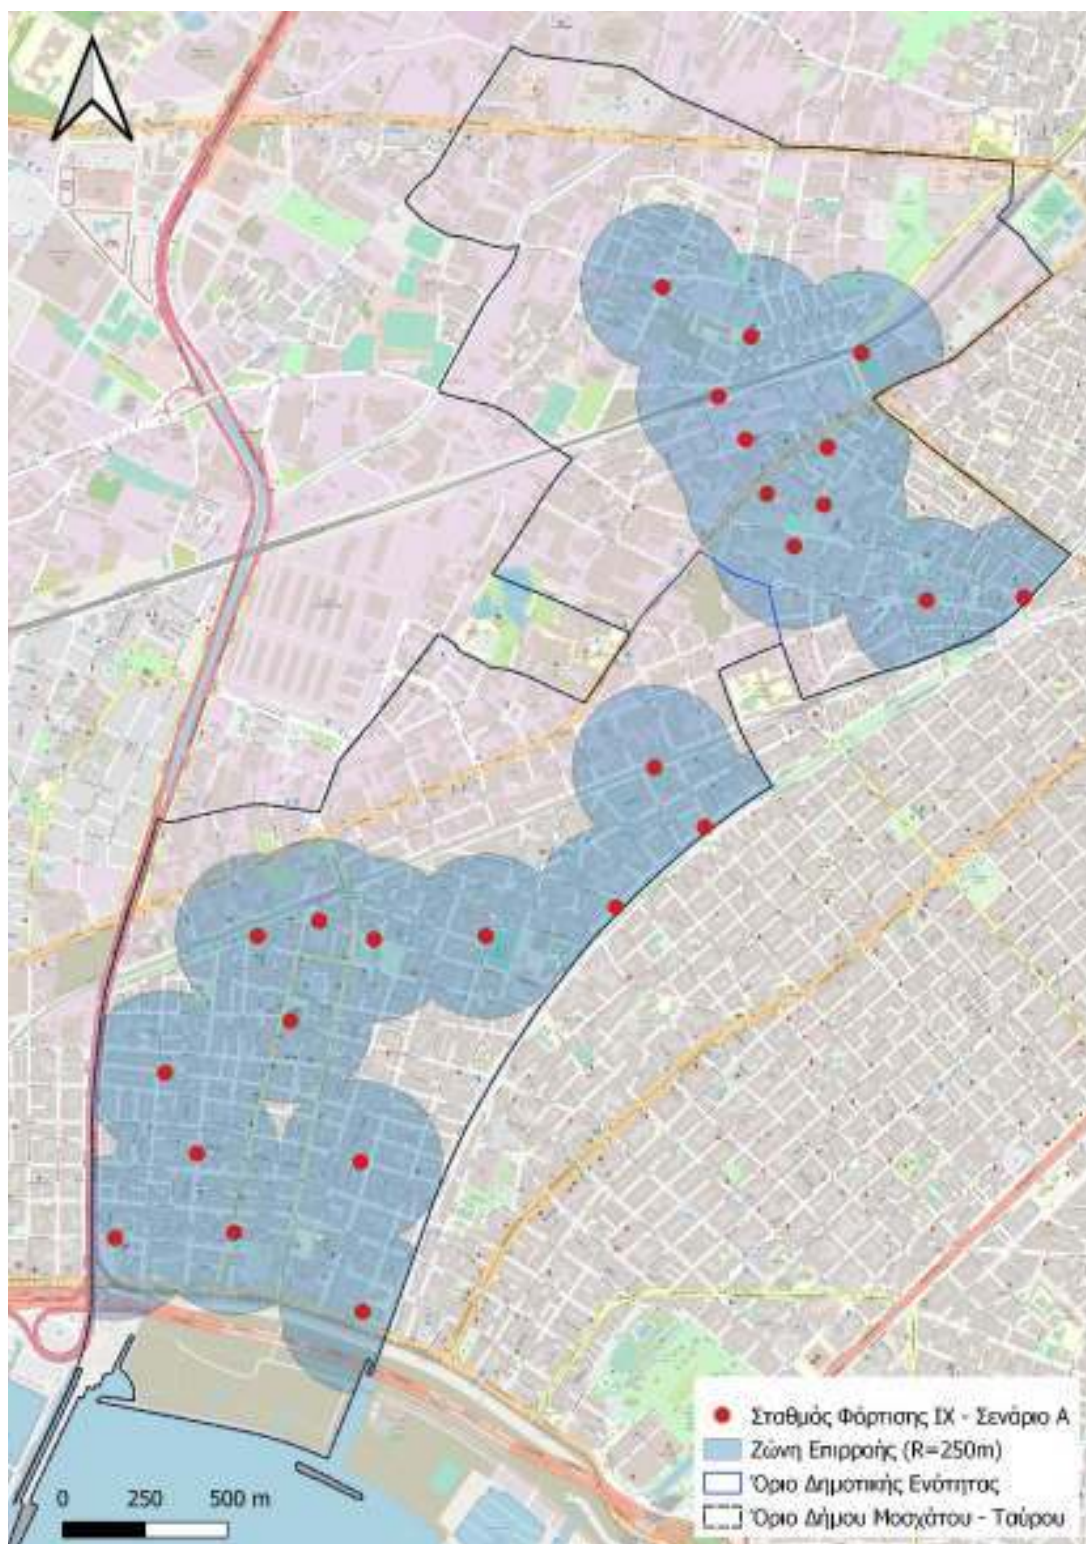 Σταθμός Φόρτισης ΙΧ - Σενάριο Α
Ζώνη Επιρροής (R=250m)
Όριο Δημοτικής Ενότητας
Όριο Δήμου Μοσχάτου - Ταύρου
0 250 500 m